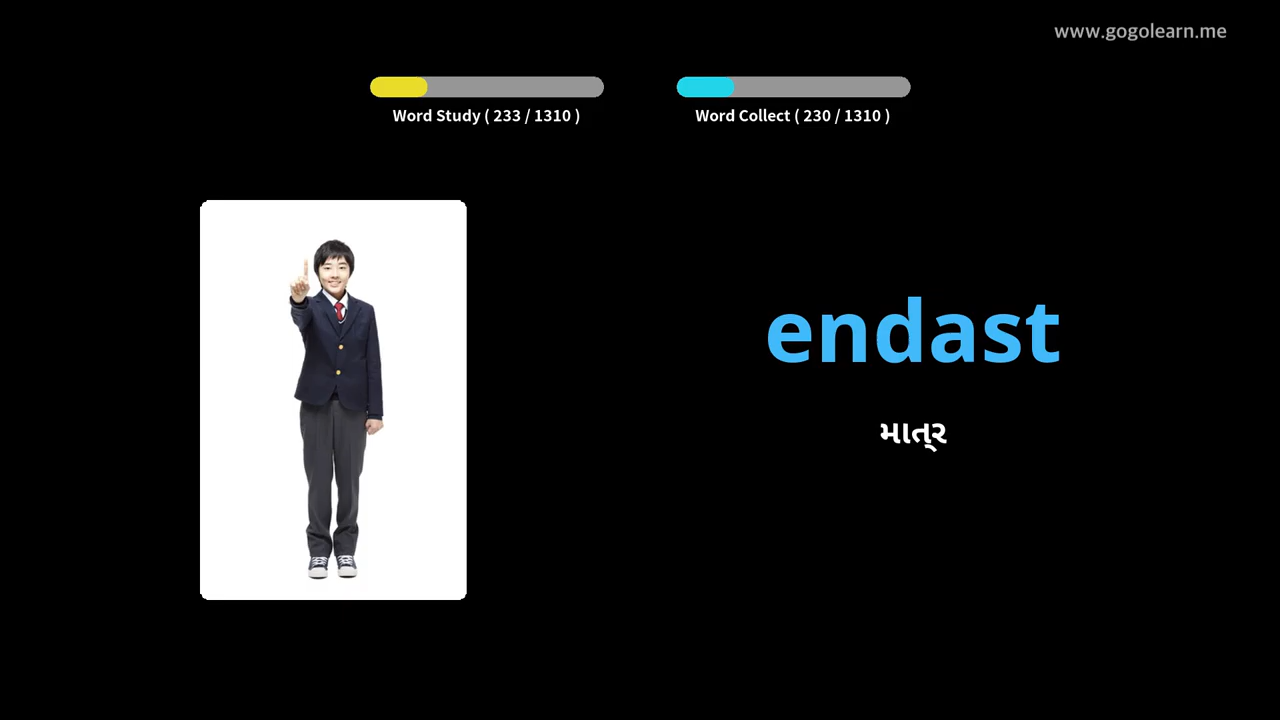 www.gogolearn.me
Word Study ( 233 / 1310 )
Word Collect ( 230 / 1310 )
endast
માત્ર